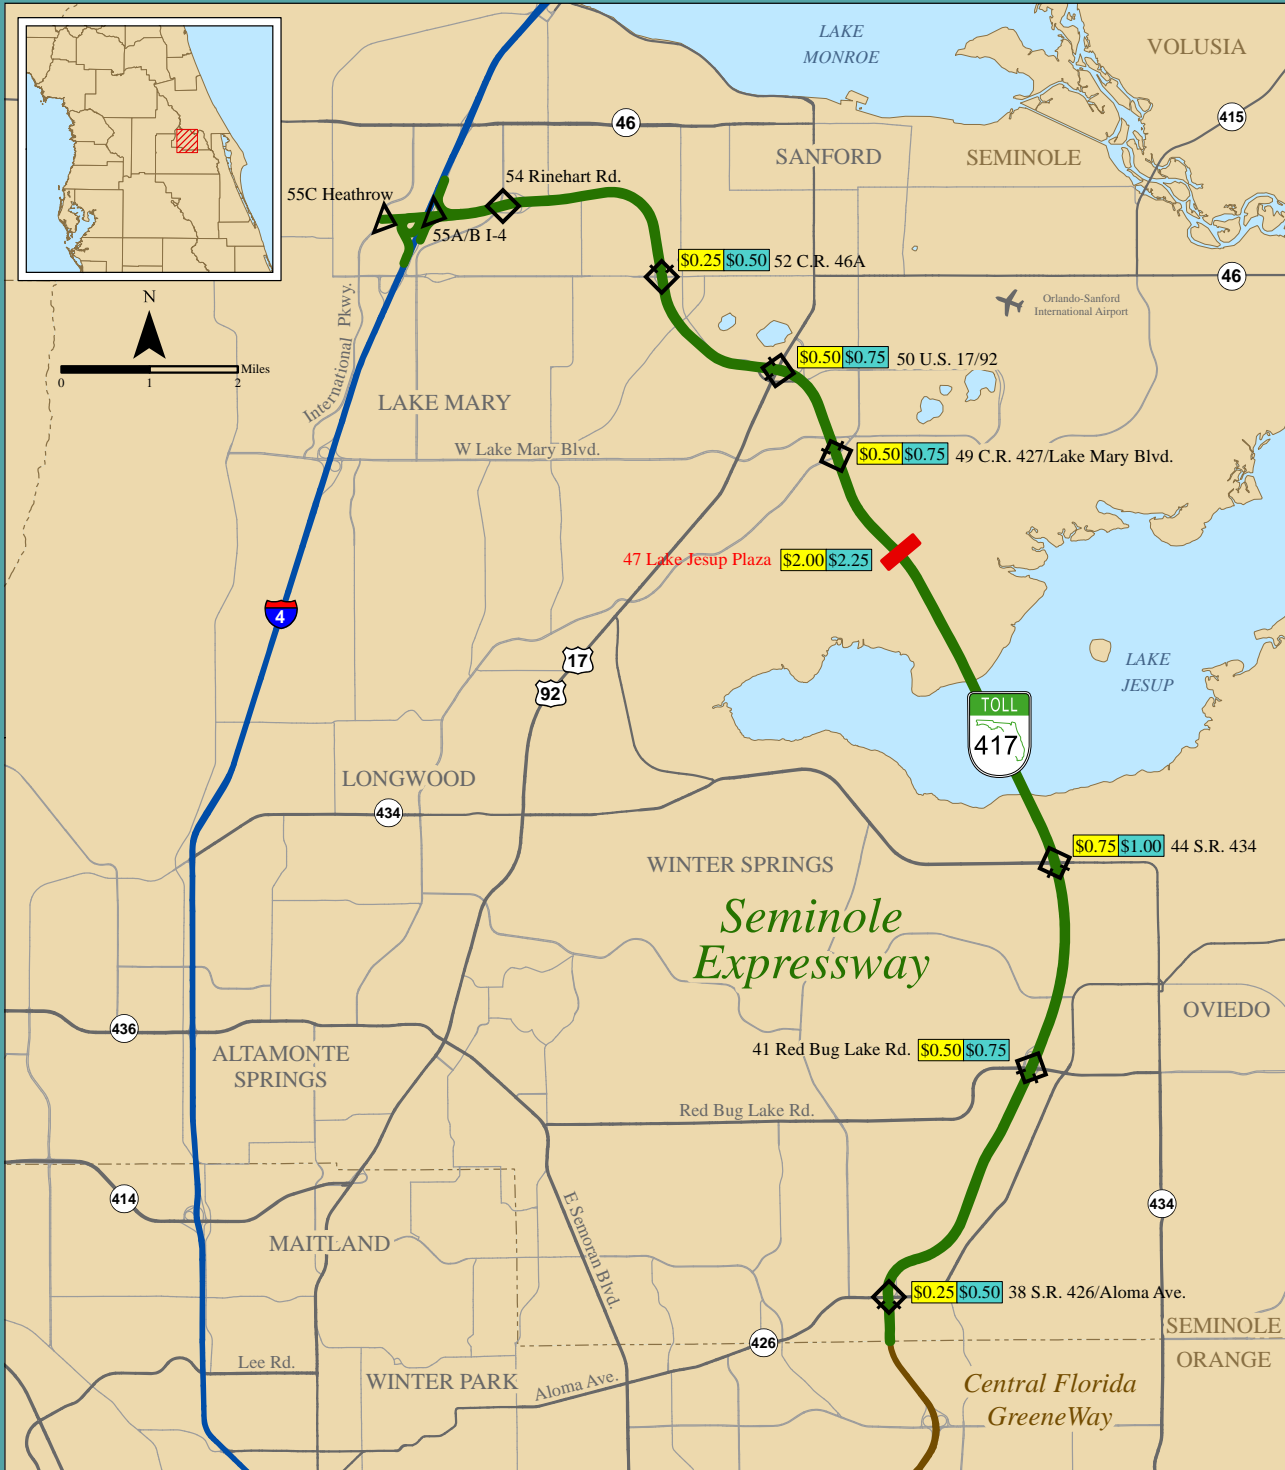 LAKE
MONROE
VOLUSIA
415
46
SANFORD
SEMINOLE
54 Rinehart Rd.
55C Heathrow
55A/B I-4
$0.25 $0.50 52 C.R. 46A
46
N
Orlando-Sanford
International Airport
0 1 2 Miles
International Pkwy.
$0.50 $0.75 50 U.S. 17/92
LAKE MARY
W Lake Mary Blvd.
$0.50 $0.75 49 C.R. 427/Lake Mary Blvd.
47 Lake Jesup Plaza $2.00 $2.25
4
17
92
LAKE
JESUP
TOLL
417
LONGWOOD
434
$0.75 $1.00 44 S.R. 434
WINTER SPRINGS
Seminole
Expressway
OVIEDO
436
ALTAMONTE
SPRINGS
41 Red Bug Lake Rd. $0.50 $0.75
Red Bug Lake Rd.
414
434
E Semoran Blvd.
MAITLAND
$0.25 $0.50 38 S.R. 426/Aloma Ave.
SEMINOLE
426
ORANGE
Lee Rd.
WINTER PARK
Aloma Ave.
Central Florida
GreeneWay